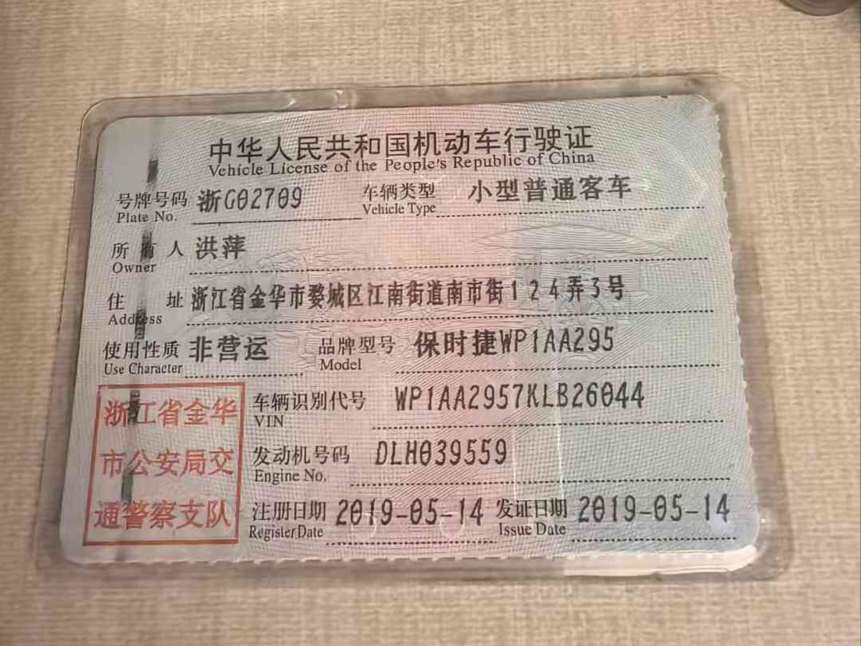 中华人民共和国机动车行驶证
Vehicle License of the People's Republic of China
号牌号码 浙G02709 车辆类型 小型普通客车
Plate No. Vehicle Type
所有人 洪萍
Owner
住址 浙江省金华市婺城区江南街道南市街124弄3号
Address
使用性质 非营运 品牌型号 保时捷WP1AA295
Use Character Model
浙江省金华
市公安局交
通警察支队
车辆识别代号 WP1AA2957KLB26044
VIN
发动机号码 DLH039559
Engine No.
注册日期 2019-05-14 发证日期 2019-05-14
Register Date Issue Date